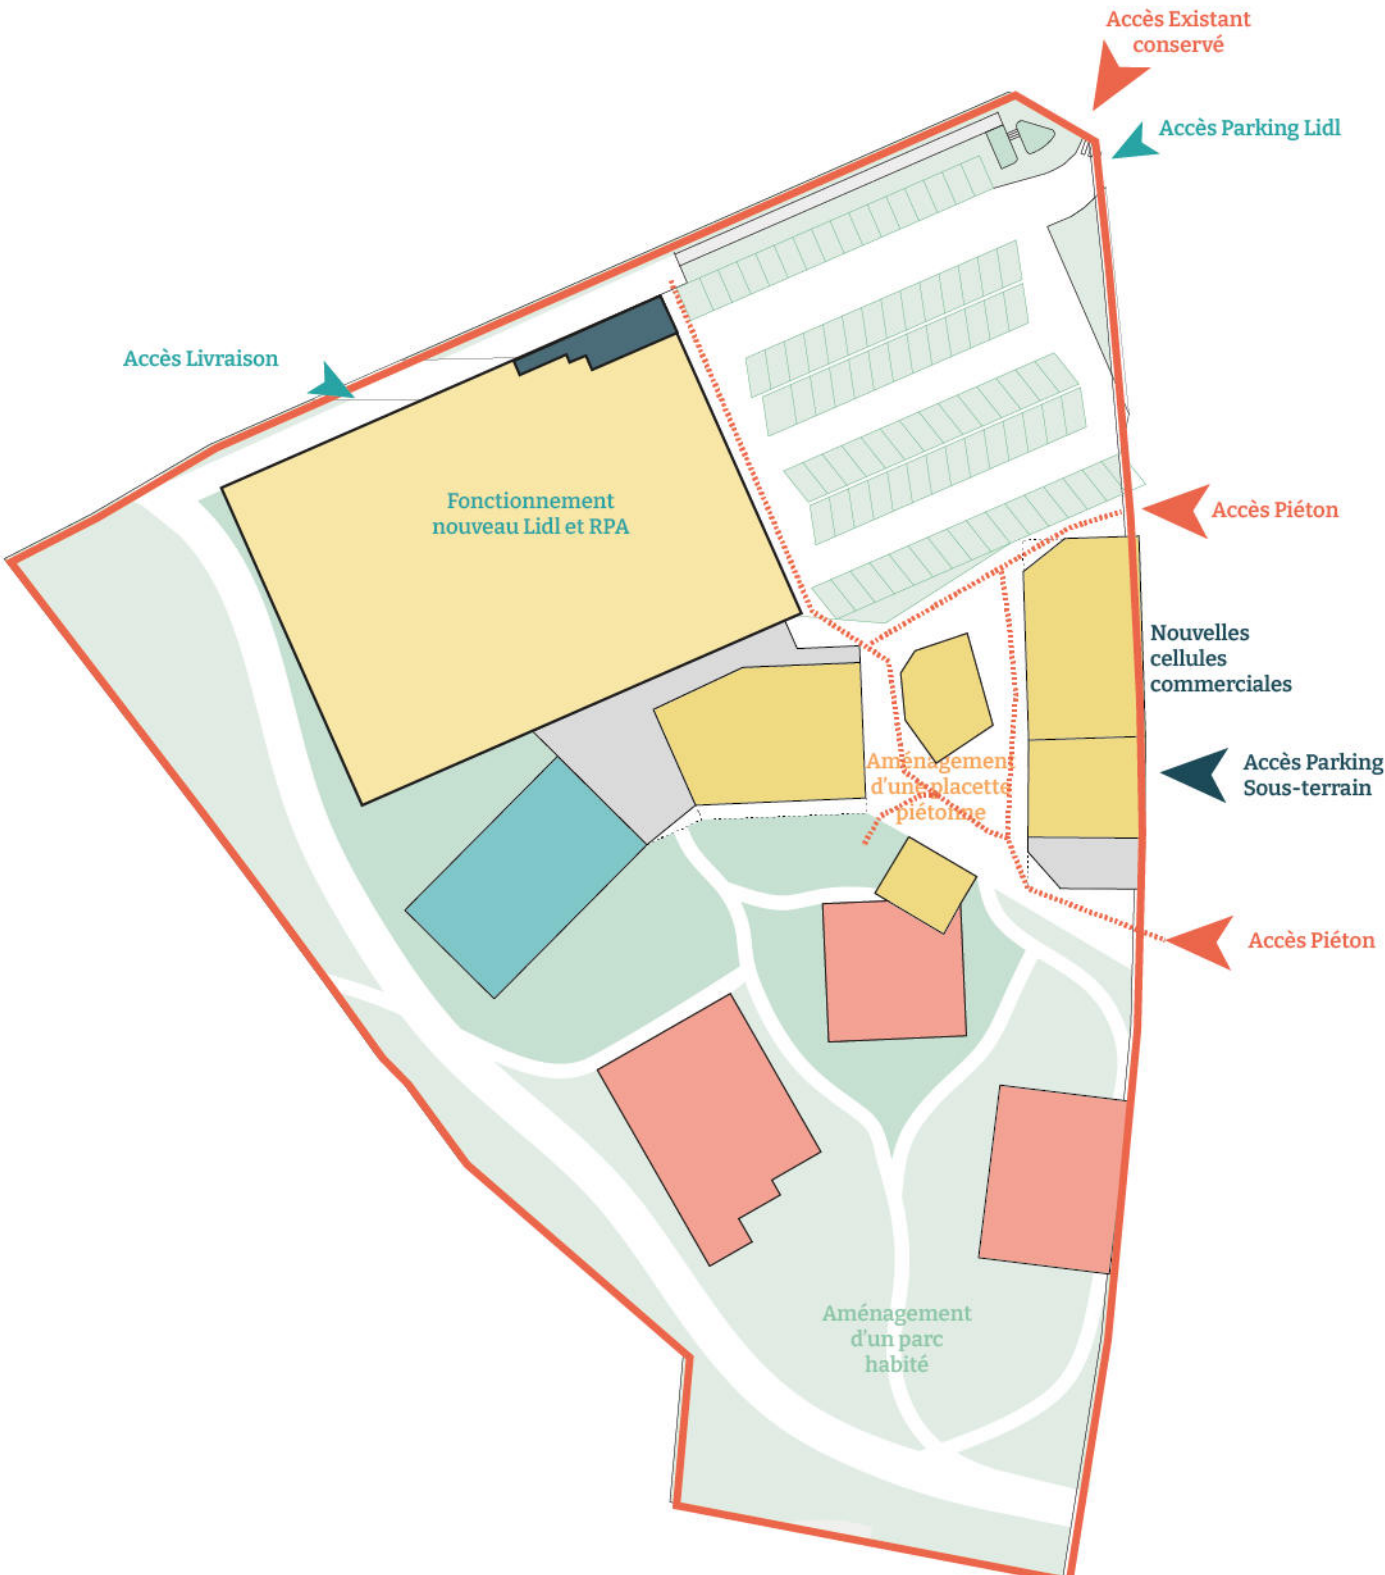 Accès Existant
conservé
Accès Parking Lidl
Accès Livraison
Fonctionnement
nouveau Lidl et RPA
Accès Piéton
Nouvelles
cellules
commerciales
Aménagement
d'une placette
piétonne
Accès Parking
Sous-terrain
Accès Piéton
Aménagement
d'un parc
habité